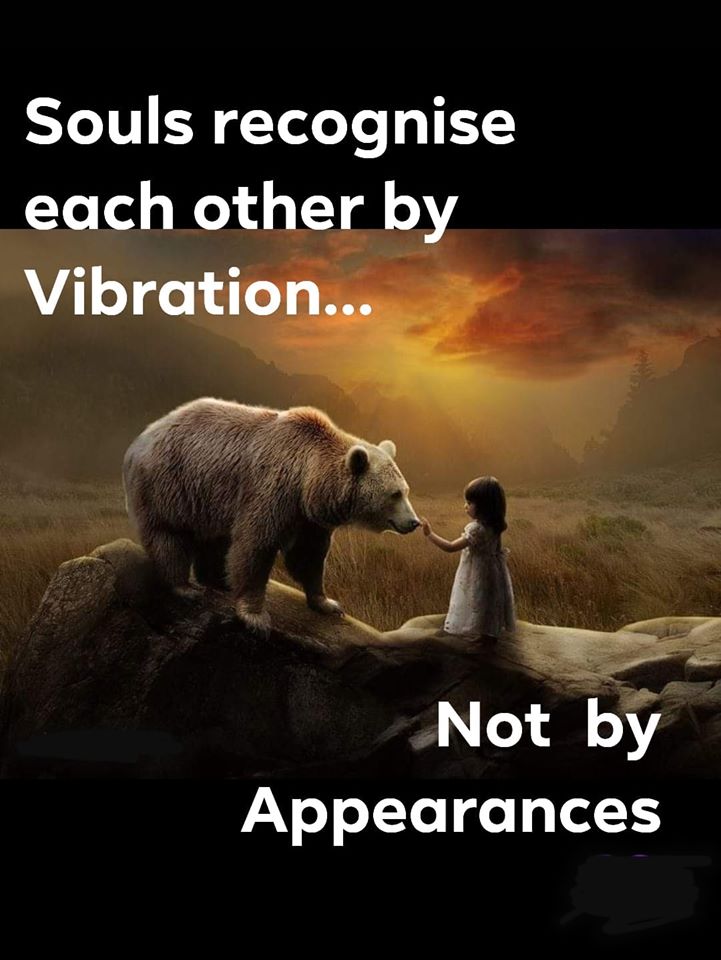 Souls recognise
each other by
Vibration...
Not by
Appearances